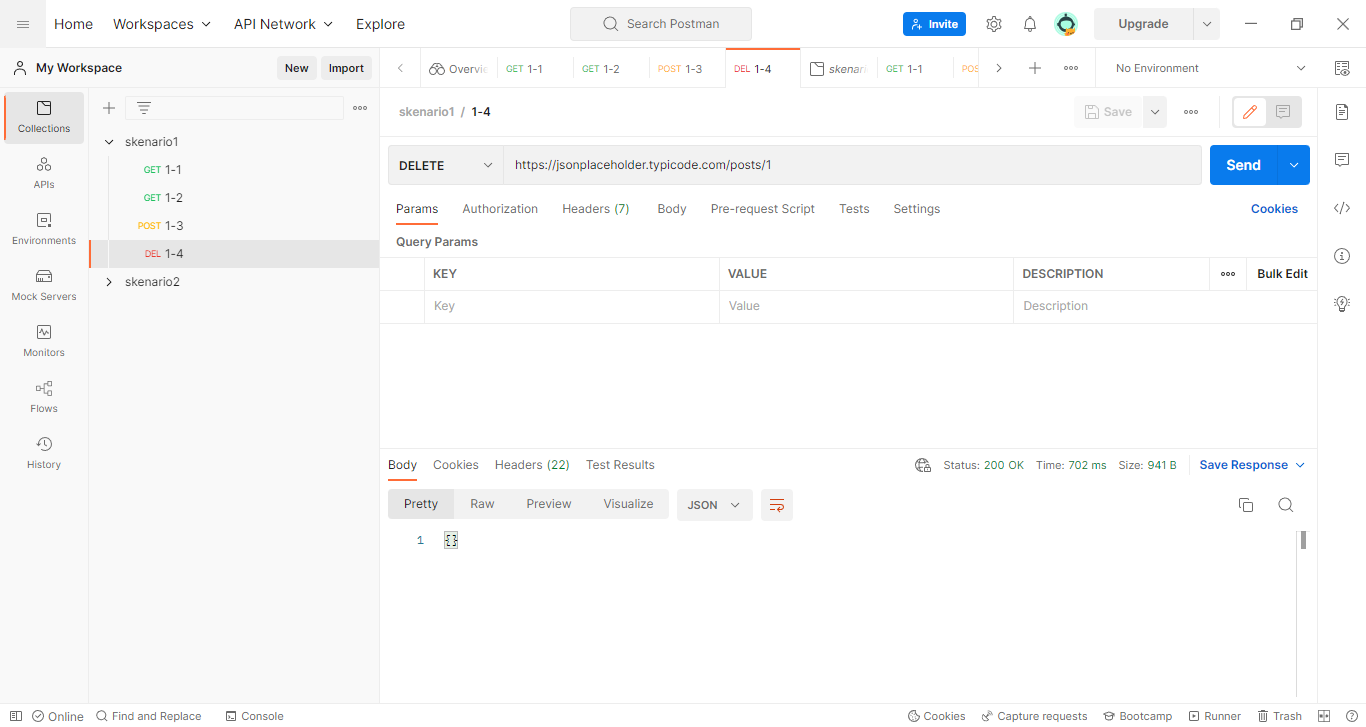 Home Workspaces API Network Explore Search Postman Invite Upgrade
My Workspace New Import Overvie GET 1-1 GET 1-2 POST 1-3 DEL 1-4 skenari GET 1-1 POS No Environment
Collections
APIs
Environments
Mock Servers
Monitors
Flows
History
skenario1
GET 1-1
GET 1-2
POST 1-3
DEL 1-4
skenario2
skenario1 / 1-4 Save
DELETE https://jsonplaceholder.typicode.com/posts/1 Send
Params Authorization Headers (7) Body Pre-request Script Tests Settings Cookies
Query Params
KEY VALUE DESCRIPTION Bulk Edit
Key Value Description
Body Cookies Headers (22) Test Results Status: 200 OK Time: 702 ms Size: 941 B Save Response
Pretty Raw Preview Visualize JSON
1 {}
Online Find and Replace Console Cookies Capture requests Bootcamp Runner Trash